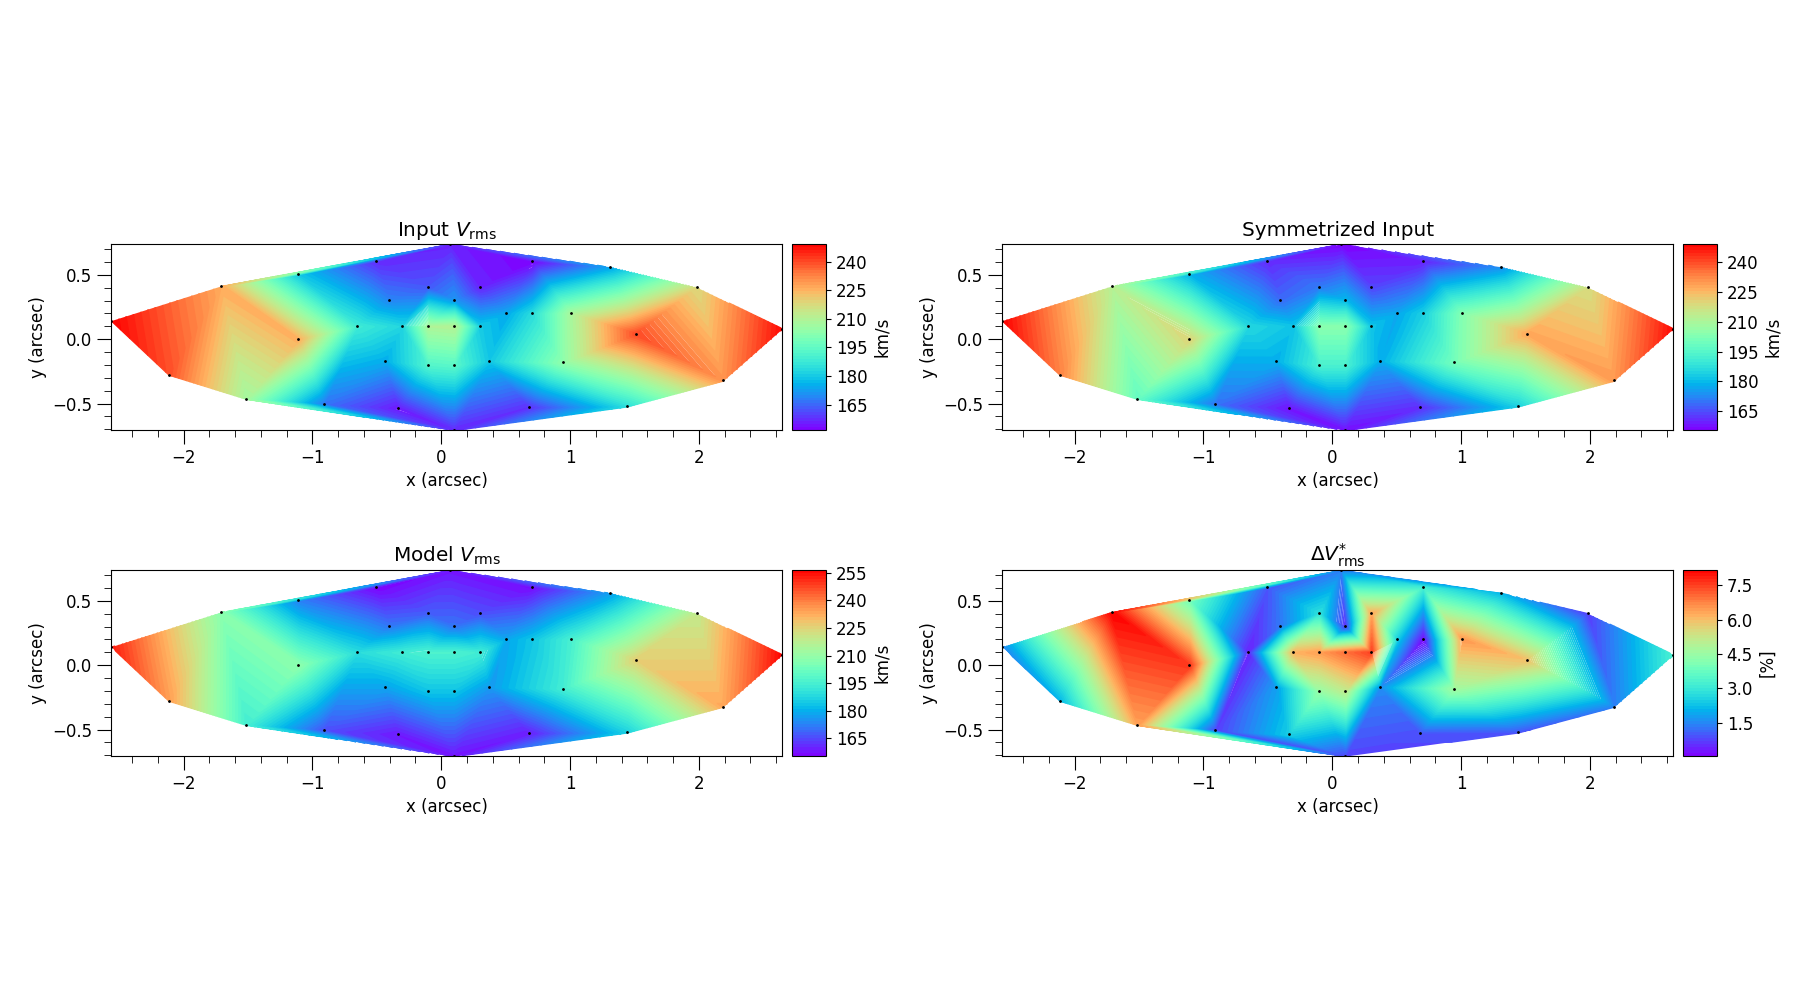 Input V_rms
0.5
0.0
−0.5
y (arcsec)
−2 −1 0 1 2
x (arcsec)
240
225
210
195
180
165
km/s
Symmetrized Input
0.5
0.0
−0.5
y (arcsec)
−2 −1 0 1 2
x (arcsec)
240
225
210
195
180
165
km/s
Model V_rms
0.5
0.0
−0.5
y (arcsec)
−2 −1 0 1 2
x (arcsec)
255
240
225
210
195
180
165
km/s
ΔV*_rms
0.5
0.0
−0.5
y (arcsec)
−2 −1 0 1 2
x (arcsec)
7.5
6.0
4.5
3.0
1.5
[%]